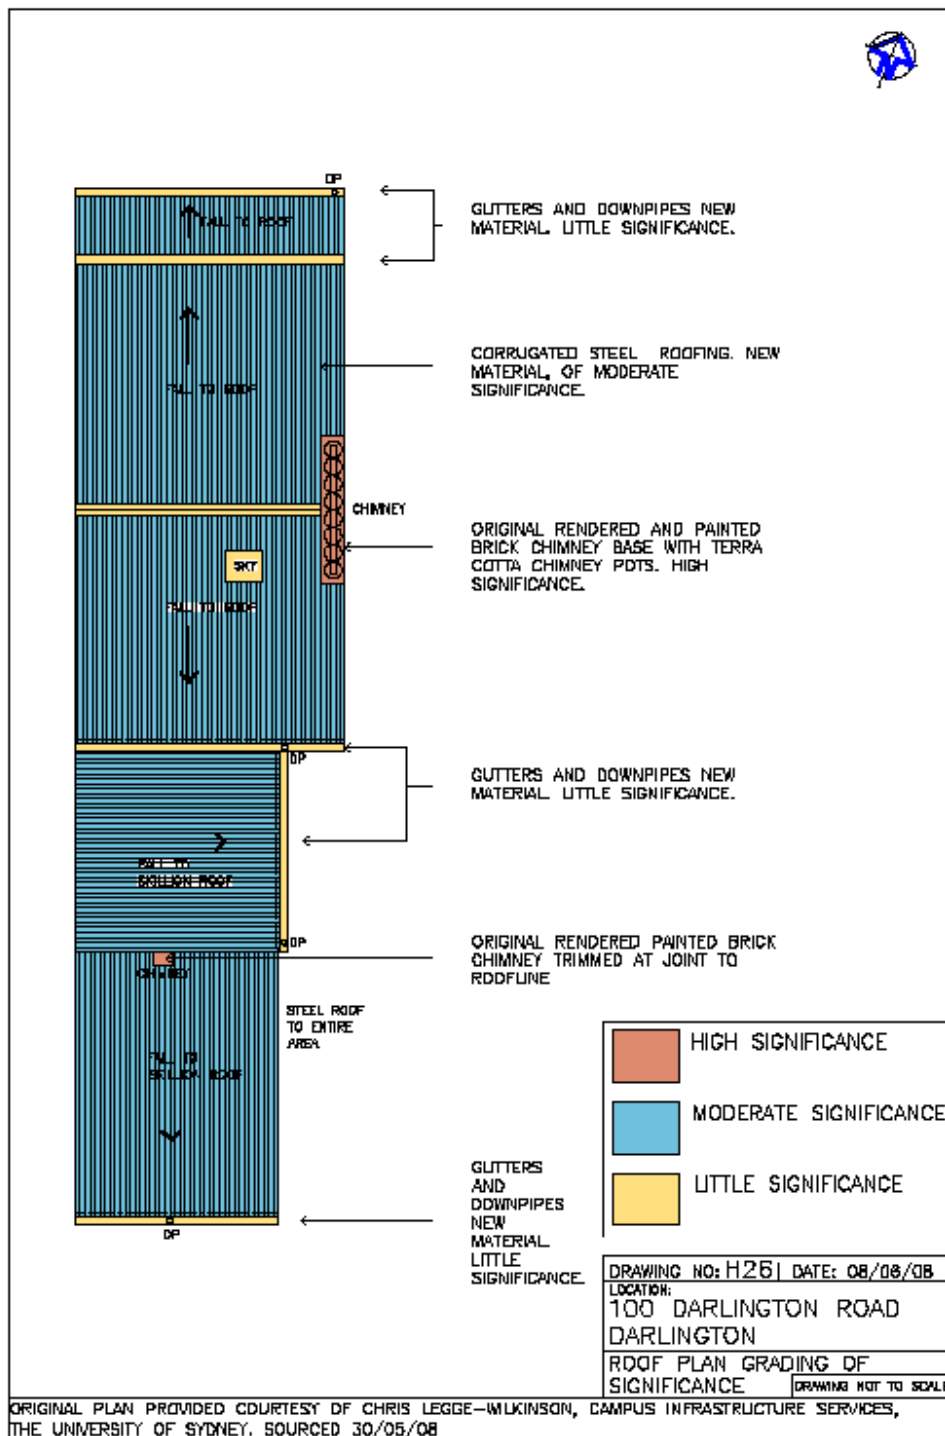 DP
FALL TO ROOF
GUTTERS AND DOWNPIPES NEW
MATERIAL. LITTLE SIGNIFICANCE.
CORRUGATED STEEL ROOFING. NEW
MATERIAL, OF MODERATE
SIGNIFICANCE.
FALL TO ROOF
CHIMNEY
ORIGINAL RENDERED AND PAINTED
BRICK CHIMNEY BASE WITH TERRA
COTTA CHIMNEY POTS. HIGH
SIGNIFICANCE.
SKY
FALL TO ROOF
DP
GUTTERS AND DOWNPIPES NEW
MATERIAL. LITTLE SIGNIFICANCE.
FALL TO
SKILLION ROOF
DP
ORIGINAL RENDERED PAINTED BRICK
CHIMNEY TRIMMED AT JOINT TO
ROOFLINE
CHIMNEY
STEEL ROOF
TO ENTIRE
AREA
FALL TO
SKILLION ROOF
HIGH SIGNIFICANCE
MODERATE SIGNIFICANCE
LITTLE SIGNIFICANCE
GUTTERS
AND
DOWNPIPES
NEW
MATERIAL.
LITTLE
SIGNIFICANCE.
DP
DRAWING NO: H26 DATE: 08/06/08
LOCATION:
100 DARLINGTON ROAD
DARLINGTON
ROOF PLAN GRADING OF
SIGNIFICANCE
DRAWING NOT TO SCALE
ORIGINAL PLAN PROVIDED COURTESY OF CHRIS LEGGE-WILKINSON, CAMPUS INFRASTRUCTURE SERVICES,
THE UNIVERSITY OF SYDNEY. SOURCED 30/05/08